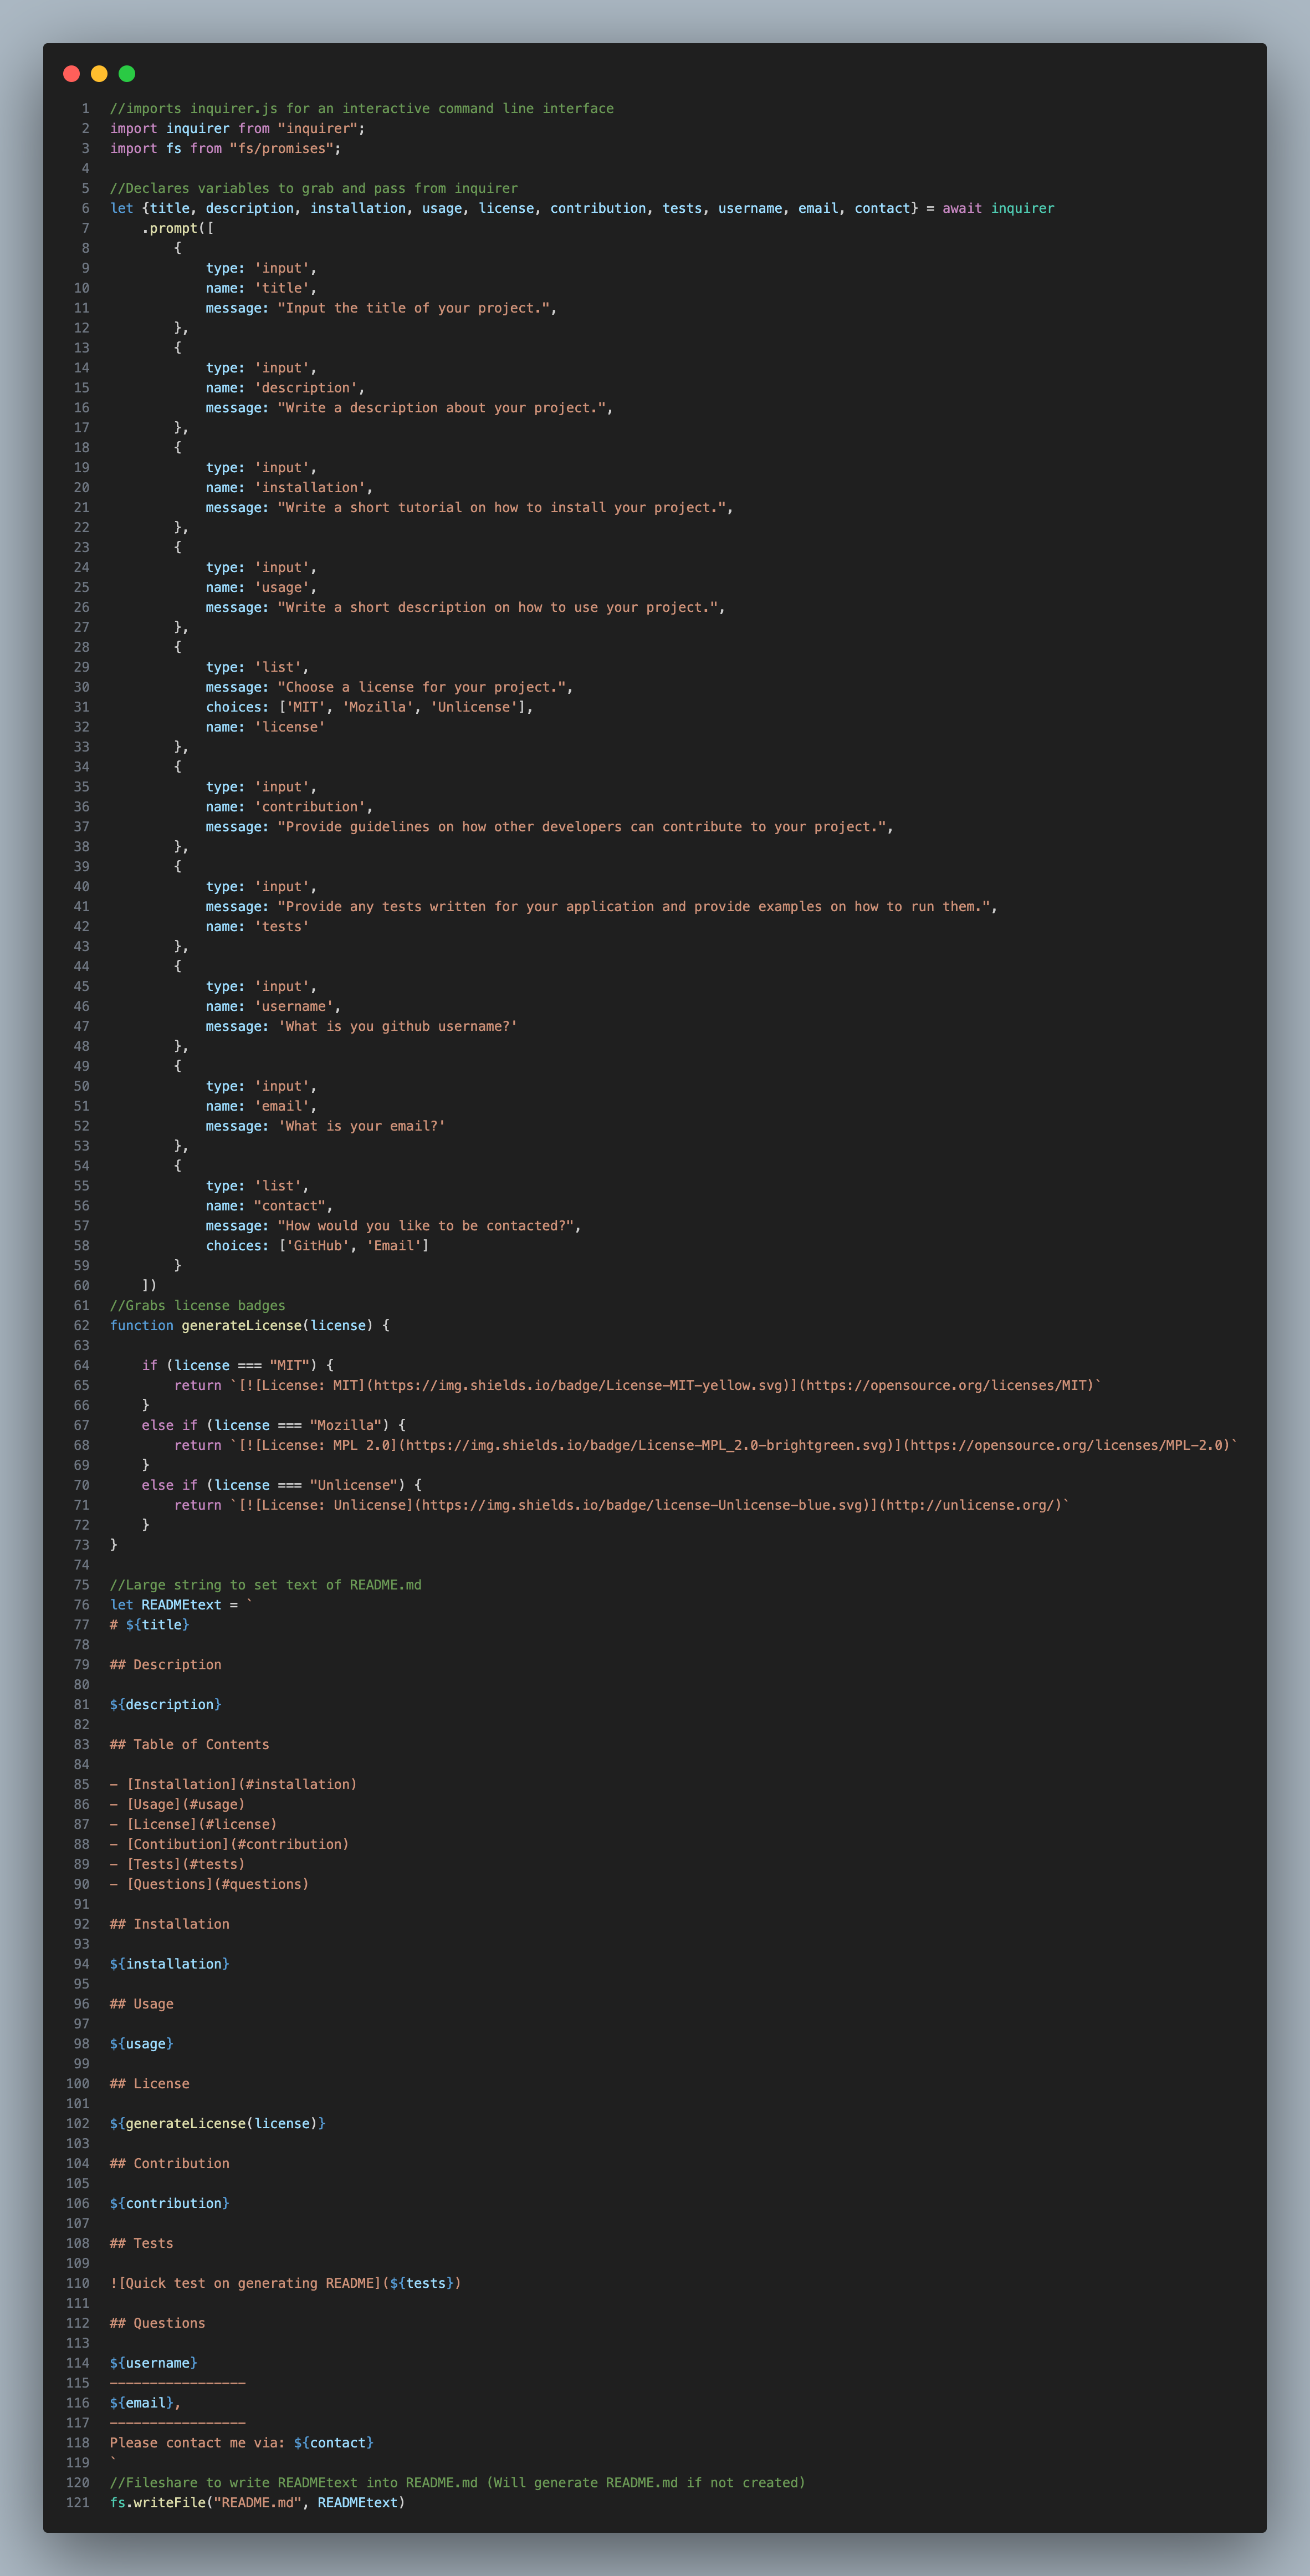 1 //imports inquirer.js for an interactive command line interface
2 import inquirer from "inquirer";
3 import fs from "fs/promises";
4
5 //Declares variables to grab and pass from inquirer
6 let {title, description, installation, usage, license, contribution, tests, username, email, contact} = await inquirer
7     .prompt([
8         {
9             type: 'input',
10             name: 'title',
11             message: "Input the title of your project.",
12         },
13         {
14             type: 'input',
15             name: 'description',
16             message: "Write a description about your project.",
17         },
18         {
19             type: 'input',
20             name: 'installation',
21             message: "Write a short tutorial on how to install your project.",
22         },
23         {
24             type: 'input',
25             name: 'usage',
26             message: "Write a short description on how to use your project.",
27         },
28         {
29             type: 'list',
30             message: "Choose a license for your project.",
31             choices: ['MIT', 'Mozilla', 'Unlicense'],
32             name: 'license'
33         },
34         {
35             type: 'input',
36             name: 'contribution',
37             message: "Provide guidelines on how other developers can contribute to your project.",
38         },
39         {
40             type: 'input',
41             message: "Provide any tests written for your application and provide examples on how to run them.",
42             name: 'tests'
43         },
44         {
45             type: 'input',
46             name: 'username',
47             message: 'What is you github username?'
48         },
49         {
50             type: 'input',
51             name: 'email',
52             message: 'What is your email?'
53         },
54         {
55             type: 'list',
56             name: "contact",
57             message: "How would you like to be contacted?",
58             choices: ['GitHub', 'Email']
59         }
60     ])
61 //Grabs license badges
62 function generateLicense(license) {
63
64     if (license === "MIT") {
65         return `[![License: MIT](https://img.shields.io/badge/License-MIT-yellow.svg)](https://opensource.org/licenses/MIT)`
66     }
67     else if (license === "Mozilla") {
68         return `[![License: MPL 2.0](https://img.shields.io/badge/License-MPL_2.0-brightgreen.svg)](https://opensource.org/licenses/MPL-2.0)`
69     }
70     else if (license === "Unlicense") {
71         return `[![License: Unlicense](https://img.shields.io/badge/license-Unlicense-blue.svg)](http://unlicense.org/)`
72     }
73 }
74
75 //Large string to set text of README.md
76 let READMEtext = `
77 # ${title}
78
79 ## Description
80
81 ${description}
82
83 ## Table of Contents
84
85 - [Installation](#installation)
86 - [Usage](#usage)
87 - [License](#license)
88 - [Contibution](#contribution)
89 - [Tests](#tests)
90 - [Questions](#questions)
91
92 ## Installation
93
94 ${installation}
95
96 ## Usage
97
98 ${usage}
99
100 ## License
101
102 ${generateLicense(license)}
103
104 ## Contribution
105
106 ${contribution}
107
108 ## Tests
109
110 ![Quick test on generating README](${tests})
111
112 ## Questions
113
114 ${username}
115 -----------------
116 ${email},
117 -----------------
118 Please contact me via: ${contact}
119 `
120 //Fileshare to write READMEtext into README.md (Will generate README.md if not created)
121 fs.writeFile("README.md", READMEtext)